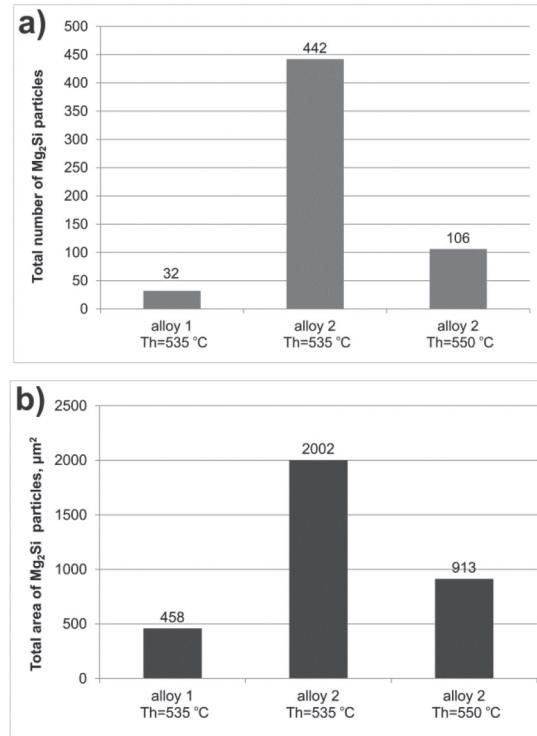 a)
Total number of Mg₂Si particles
500
450
400
350
300
250
200
150
100
50
0
32
442
106
alloy 1
Th=535 °C
alloy 2
Th=535 °C
alloy 2
Th=550 °C
b)
Total area of Mg₂Si particles, µm²
2500
2000
1500
1000
500
0
458
2002
913
alloy 1
Th=535 °C
alloy 2
Th=535 °C
alloy 2
Th=550 °C